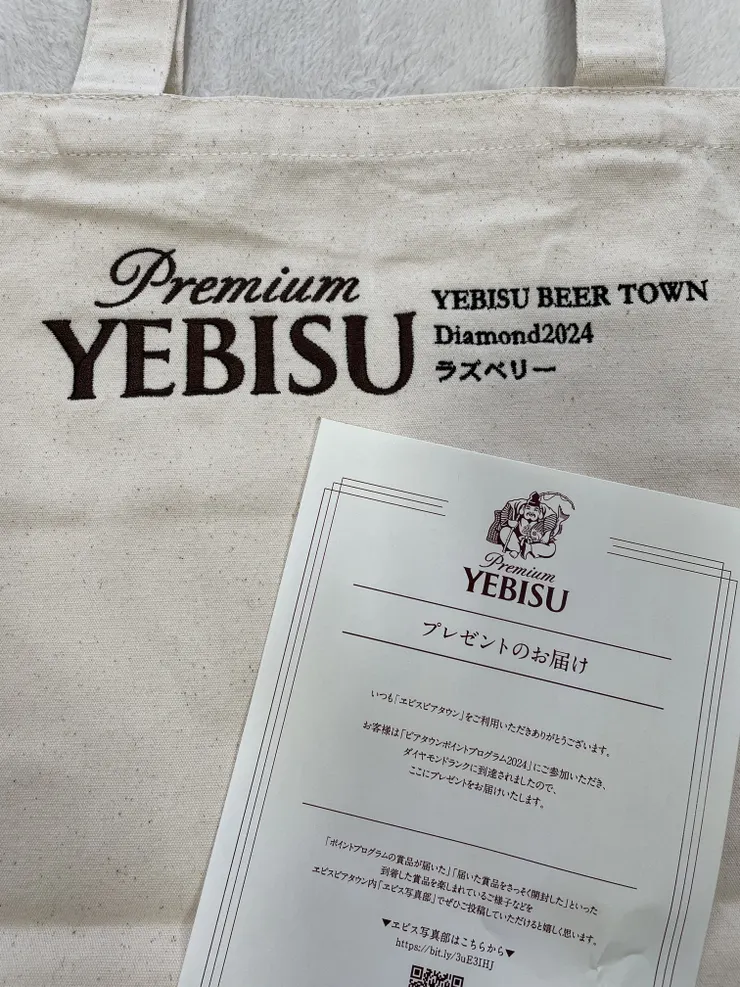 Premium
YEBISU
YEBISU BEER TOWN
Diamond2024
ラズベリー
Premium
YEBISU
プレゼントのお届け
いつも「ヱビスビアタウン」をご利用いただきありがとうございます。
お客様は「ビアタウンポイントプログラム2024」にご参加いただき、
ダイヤモンドランクに到達されましたので、
ここにプレゼントをお届けいたします。
「ポイントプログラムの賞品が届いた」「届いた賞品をさっそく開封した」といった
到着した賞品を楽しまれているご様子などを
ヱビスビアタウン内「ヱビス写真部」でぜひご投稿していただけると嬉しく思います。
▼ヱビス写真部はこちらから▼
https://bit.ly/3uE3IHJ